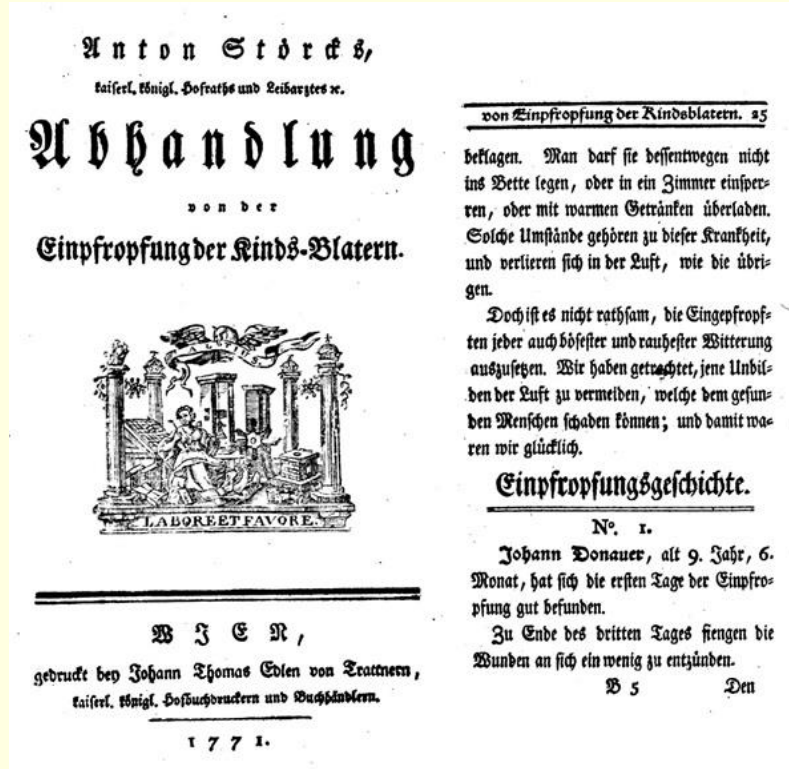 Anton Störcks,
kaiserl. königl. Hofraths und Leibarztes ꝛc.
Abhandlung
von der
Einpfropfung der Kinds-Blatern.
LABORE ET FAVORE.
WIEN,
gedruckt bey Johann Thomas Edlen von Trattnern,
kaiserl. königl. Hofbuchdruckern und Buchhändlern.
1771.
von Einpfropfung der Kindsblatern. 25
beklagen. Man darf sie dessentwegen nicht
ins Bette legen, oder in ein Zimmer einsper=
ren, oder mit warmen Getränken überladen.
Solche Umstände gehören zu dieser Krankheit,
und verlieren sich in der Luft, wie die übri=
gen.
Doch ist es nicht rathsam, die Eingepfropf=
ten jeder auch bösester und rauhester Witterung
auszusetzen. Wir haben getrachtet, jene Unbil=
den der Luft zu vermeiden, welche dem gesun=
den Menschen schaden können; und damit wa=
ren wir glücklich.
Einpfropfungsgeschichte.
Nº. 1.
Johann Donauer, alt 9. Jahr, 6.
Monat, hat sich die ersten Tage der Einpfro=
pfung gut befunden.
Zu Ende des dritten Tages fiengen die
Wunden an sich ein wenig zu entzünden.
B 5 Den